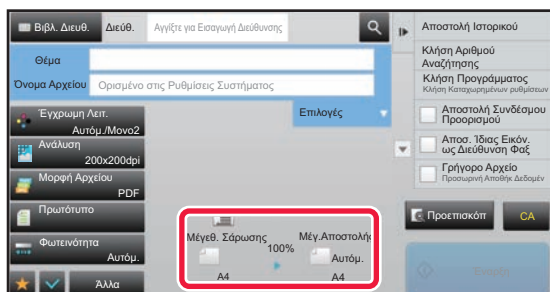 Βιβλ. Διευθ.
Διεύθ.
Αγγίξτε για Εισαγωγή Διεύθυνσης
Θέμα
Όνομα Αρχείου
Ορισμένο στις Ρυθμίσεις Συστήματος
Έγχρωμη Λειτ.
Αυτόμ./Μονο2
Επιλογές
Ανάλυση
200x200dpi
Μορφή Αρχείου
PDF
Πρωτότυπο
Φωτεινότητα
Αυτόμ.
Άλλα
Μέγεθ. Σάρωσης
100%
Μέγ.Αποστολής
Αυτόμ.
A4
A4
Αποστολή Ιστορικού
Κλήση Αριθμού
Αναζήτησης
Κλήση Προγράμματος
Κλήση Καταχωρημένων ρυθμίσεων
Αποστολή Συνδέσμου
Προορισμού
Αποσ. Ίδιας Εικόν.
ως Διεύθυνση Φαξ
Γρήγορο Αρχείο
Προσωρινή Αποθήκ Δεδομέν
Προεπισκόπ
CA
Έναρξη